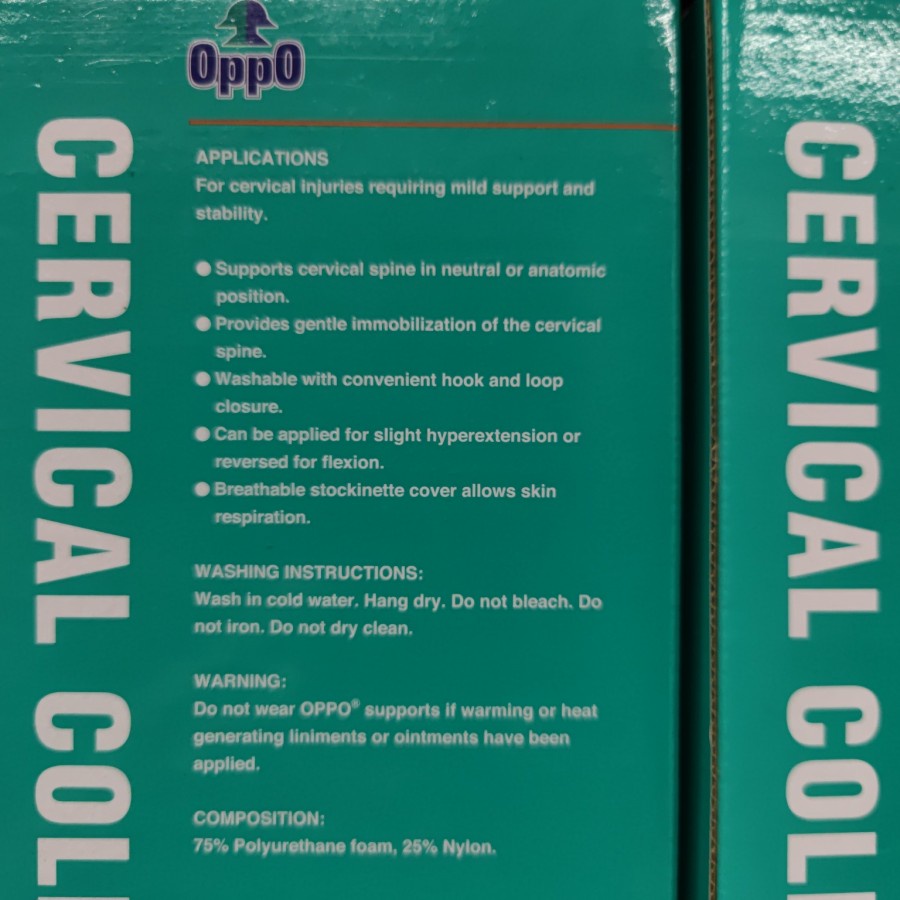 OppO
CERVICAL COL
APPLICATIONS
For cervical injuries requiring mild support and
stability.
● Supports cervical spine in neutral or anatomic
position.
● Provides gentle immobilization of the cervical
spine.
● Washable with convenient hook and loop
closure.
● Can be applied for slight hyperextension or
reversed for flexion.
● Breathable stockinette cover allows skin
respiration.
WASHING INSTRUCTIONS:
Wash in cold water. Hang dry. Do not bleach. Do
not iron. Do not dry clean.
WARNING:
Do not wear OPPO® supports if warming or heat
generating liniments or ointments have been
applied.
COMPOSITION:
75% Polyurethane foam, 25% Nylon.
CERVICAL COL